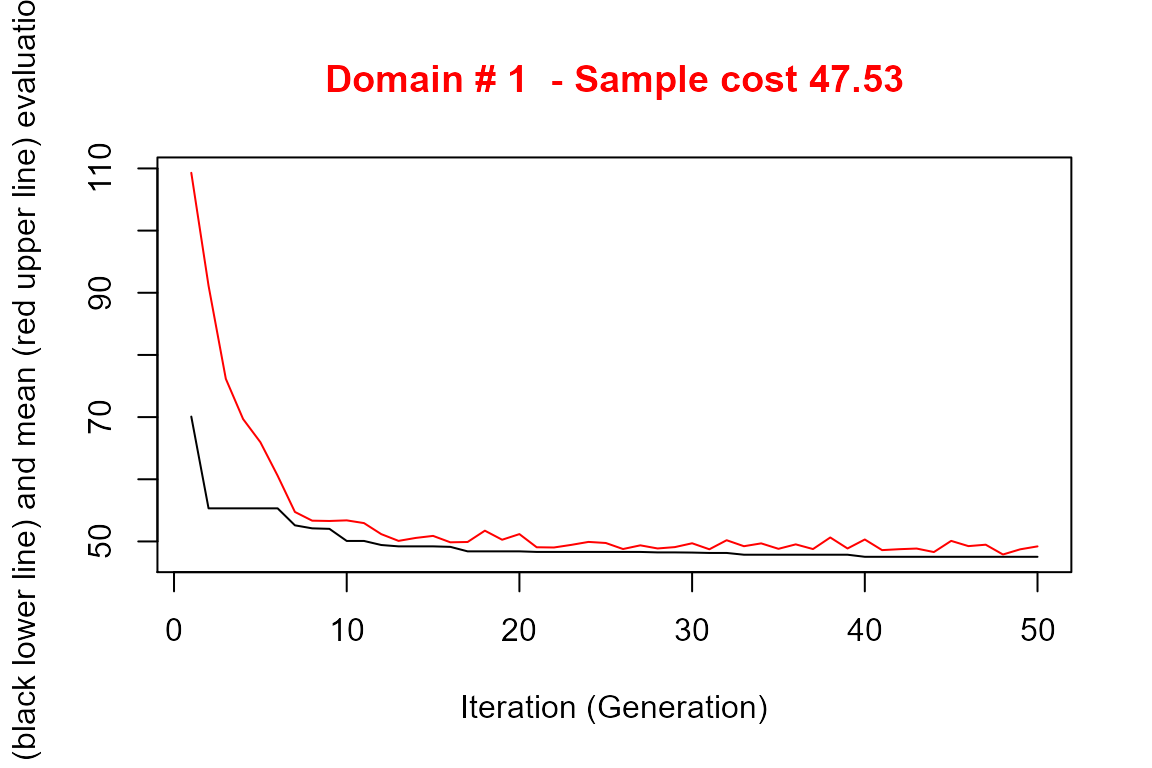 Domain # 1  - Sample cost 47.53
(black lower line) and mean (red upper line) evaluatio
110
90
70
50
0 10 20 30 40 50
Iteration (Generation)